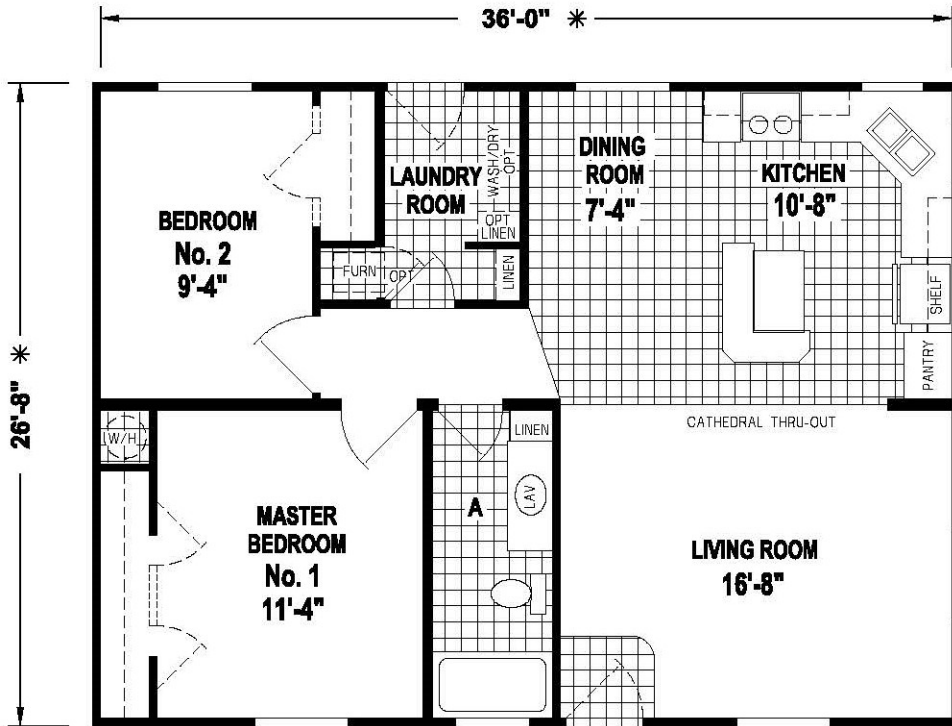 36'-0" *
26'-8" *
BEDROOM
No. 2
9'-4"
LAUNDRY
ROOM
WASH/DRY
OPT
OPT
LINEN
FURN
OPT
LINEN
DINING
ROOM
7'-4"
KITCHEN
10'-8"
SHELF
PANTRY
CATHEDRAL THRU-OUT
W/H
MASTER
BEDROOM
No. 1
11'-4"
LINEN
LAV
A
LIVING ROOM
16'-8"